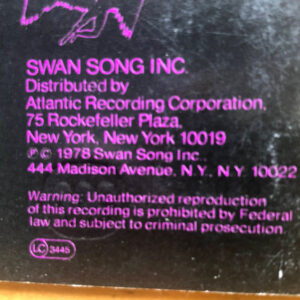 SWAN SONG INC.
Distributed by
Atlantic Recording Corporation,
75 Rockefeller Plaza,
New York, New York 10019
℗ © 1978 Swan Song Inc.
444 Madison Avenue, N.Y., N.Y. 10022
Warning: Unauthorized reproduction
of this recording is prohibited by Federal
law and subject to criminal prosecution.
LC 3445